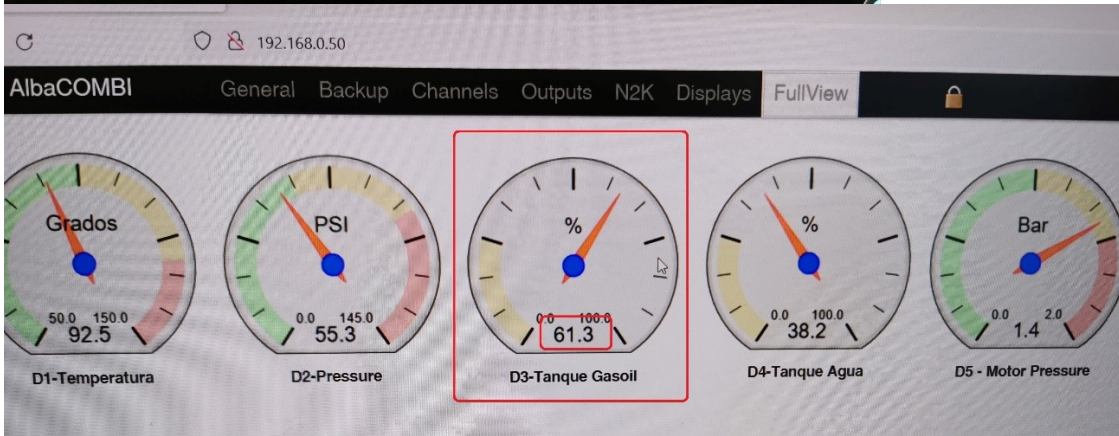 192.168.0.50
AlbaCOMBI General Backup Channels Outputs N2K Displays FullView
Grados
50.0 150.0
92.5
D1-Temperatura
PSI
0.0 145.0
55.3
D2-Pressure
%
0.0 100.0
61.3
D3-Tanque Gasoil
%
0.0 100.0
38.2
D4-Tanque Agua
Bar
0.0 2.0
1.4
D5 - Motor Pressure